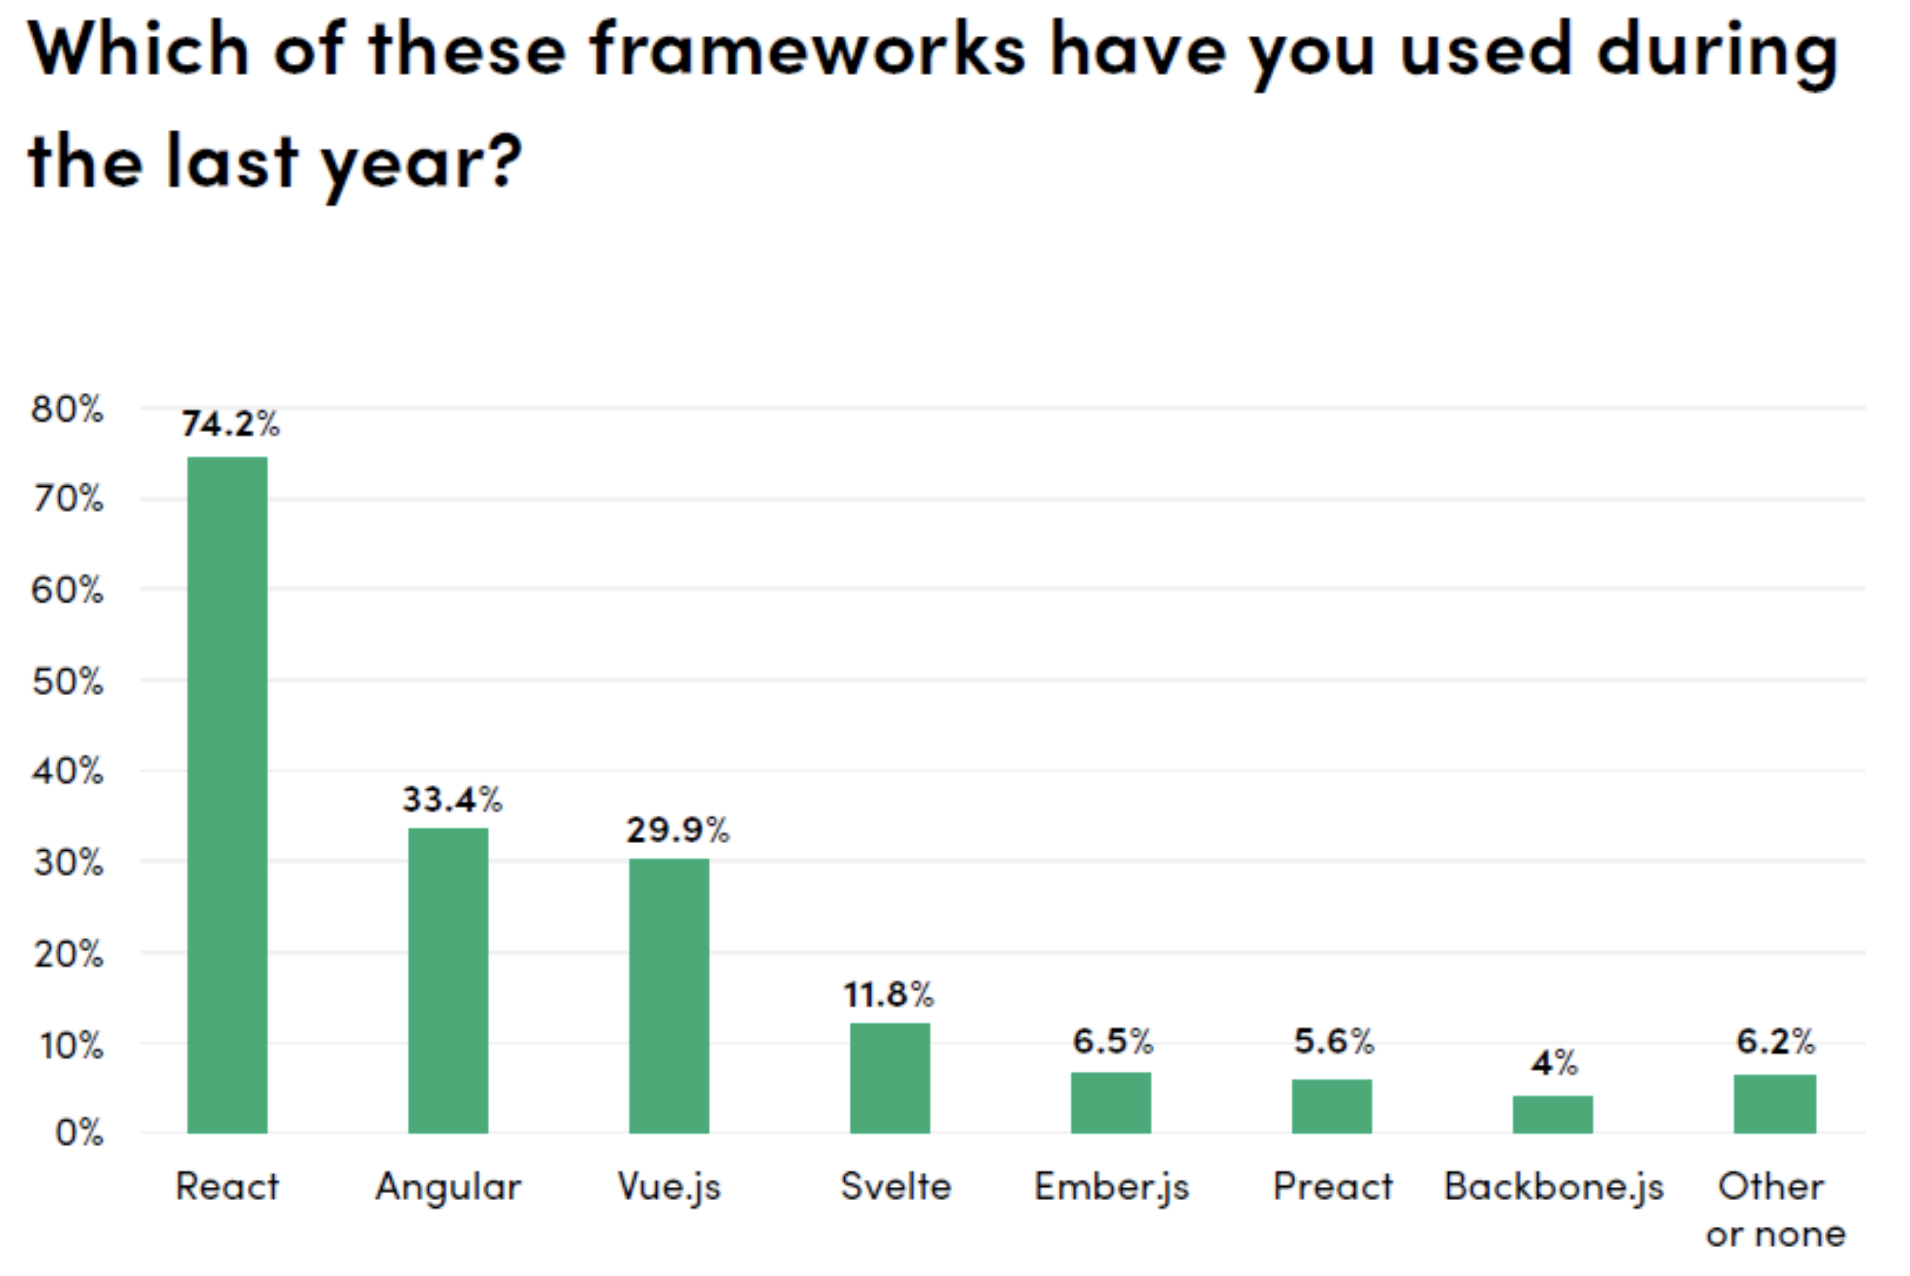 Which of these frameworks have you used during
the last year?
80%
70%
60%
50%
40%
30%
20%
10%
0%
74.2%
33.4%
29.9%
11.8%
6.5%
5.6%
4%
6.2%
React
Angular
Vue.js
Svelte
Ember.js
Preact
Backbone.js
Other
or none